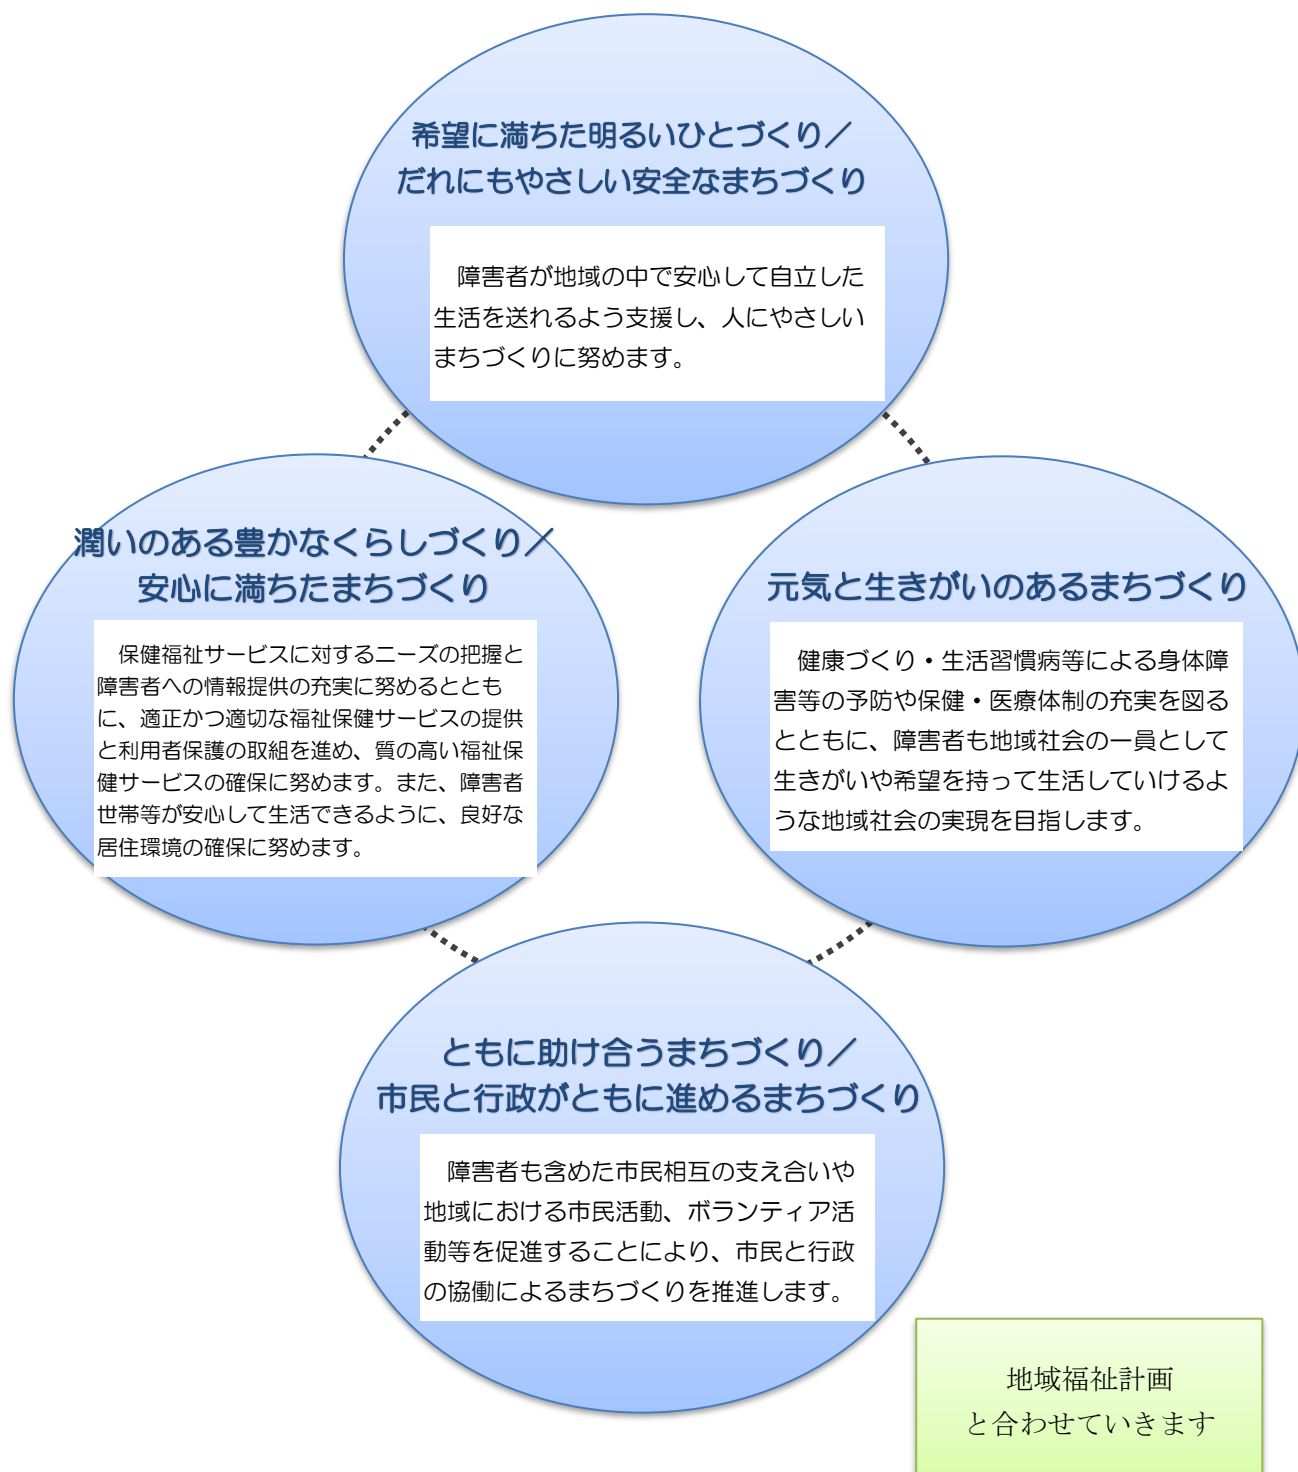 希望に満ちた明るいひとづくり／
だれにもやさしい安全なまちづくり
障害者が地域の中で安心して自立した
生活を送れるよう支援し、人にやさしい
まちづくりに努めます。
潤いのある豊かなくらしづくり／
安心に満ちたまちづくり
保健福祉サービスに対するニーズの把握と
障害者への情報提供の充実に努めるととも
に、適正かつ適切な福祉保健サービスの提供
と利用者保護の取組を進め、質の高い福祉保
健サービスの確保に努めます。また、障害者
世帯等が安心して生活できるように、良好な
居住環境の確保に努めます。
元気と生きがいのあるまちづくり
健康づくり・生活習慣病等による身体障
害等の予防や保健・医療体制の充実を図る
とともに、障害者も地域社会の一員として
生きがいや希望を持って生活していけるよ
うな地域社会の実現を目指します。
ともに助け合うまちづくり／
市民と行政がともに進めるまちづくり
障害者も含めた市民相互の支え合いや
地域における市民活動、ボランティア活
動等を促進することにより、市民と行政
の協働によるまちづくりを推進します。
地域福祉計画
と合わせていきます